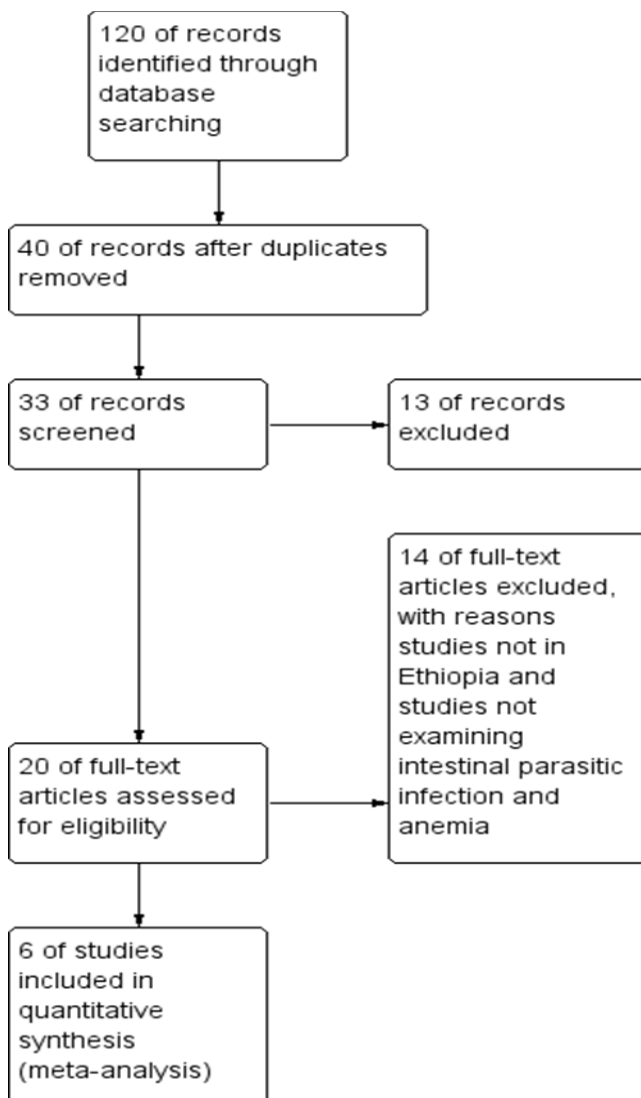 120 of records
identified through
database
searching
40 of records after duplicates
removed
33 of records
screened
13 of records
excluded
14 of full-text
articles excluded,
with reasons
studies not in
Ethiopia and
studies not
examining
intestinal parasitic
infection and
anemia
20 of full-text
articles assessed
for eligibility
6 of studies
included in
quantitative
synthesis
(meta-analysis)